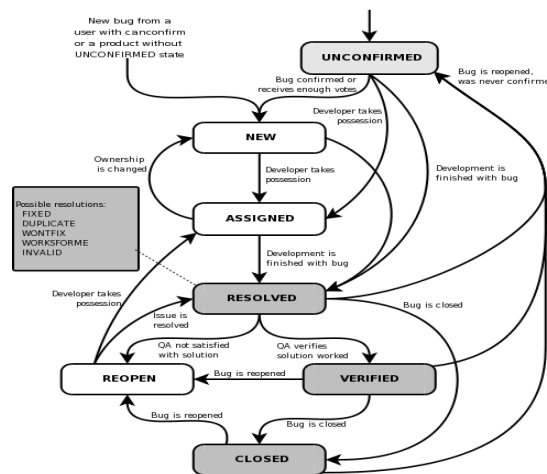 New bug from a
user with canconfirm
or a product without
UNCONFIRMED state
UNCONFIRMED
Bug is reopened,
was never confirme
Bug confirmed or
receives enough votes
Developer takes
possession
NEW
Ownership
is changed
Developer takes
possession
Development is
finished with bug
Possible resolutions:
FIXED
DUPLICATE
WONTFIX
WORKSFORME
INVALID
ASSIGNED
Development is
finished with bug
Developer takes
possession
RESOLVED
Issue is
resolved
Bug is closed
QA not satisfied
with solution
QA verifies
solution worked
REOPEN
Bug is reopened
VERIFIED
Bug is reopened
Bug is closed
CLOSED